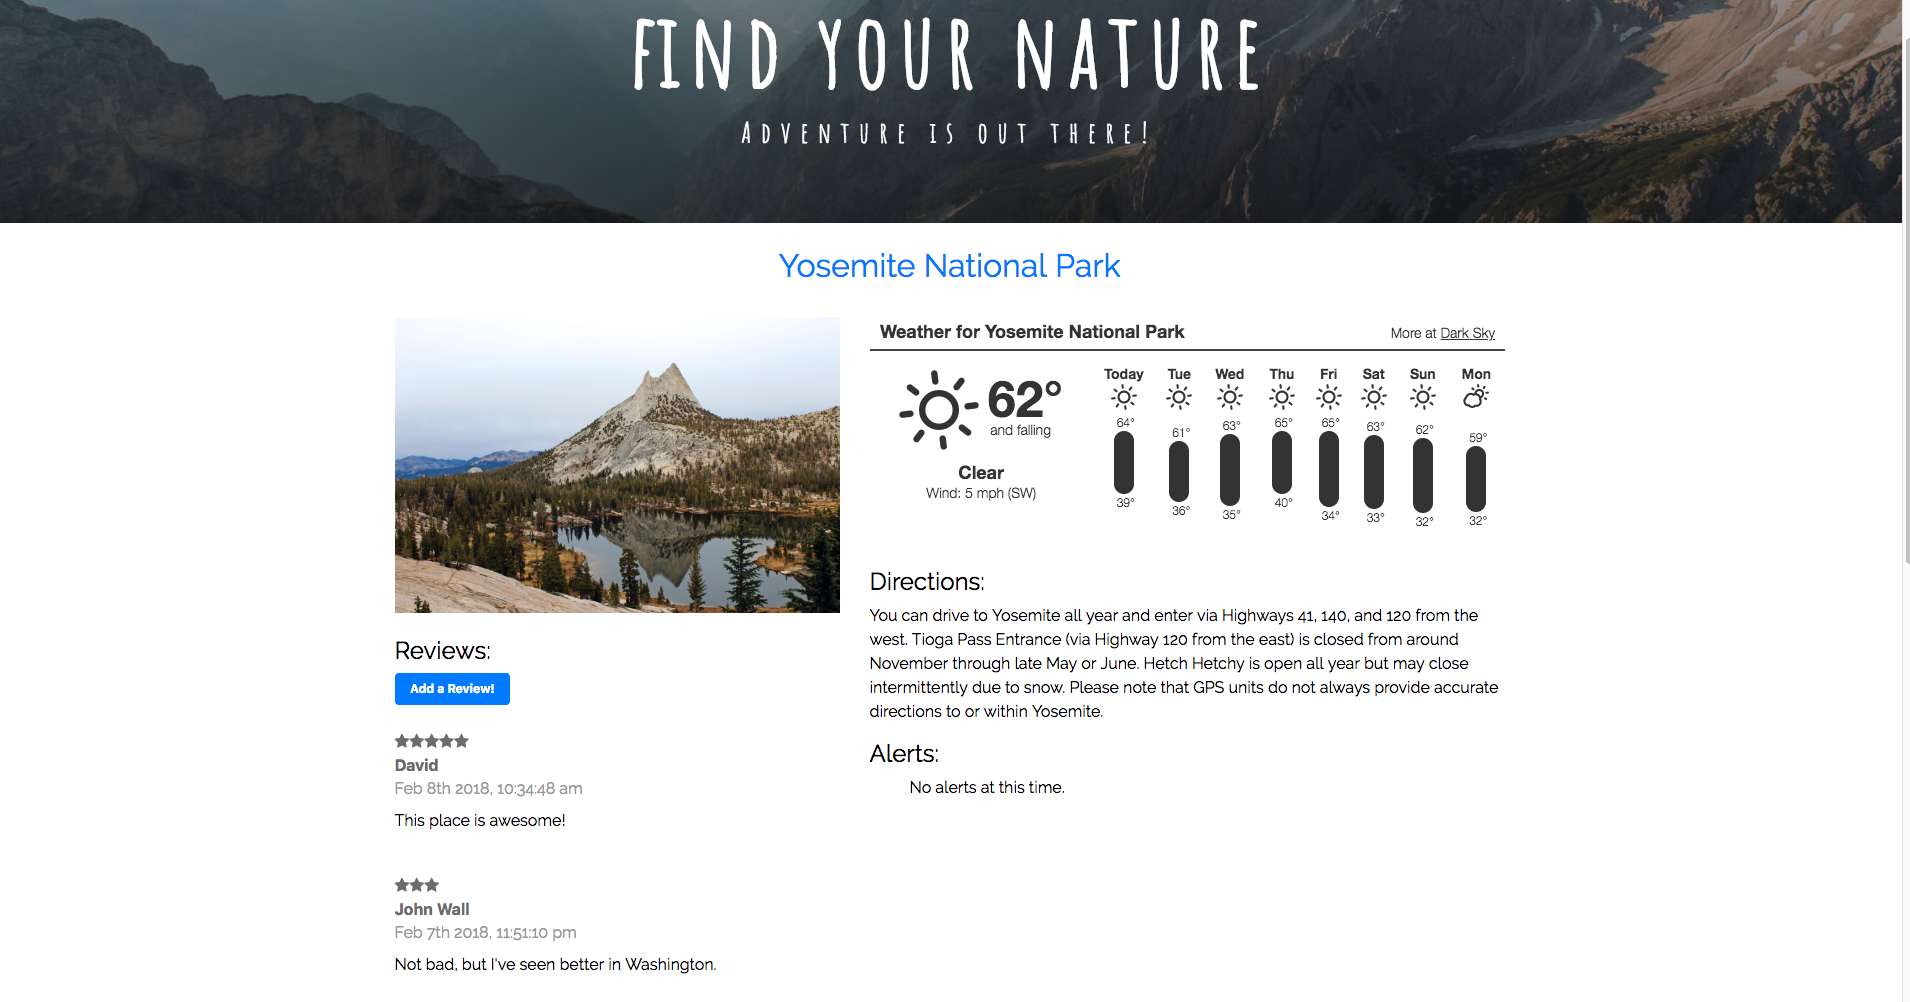 FIND YOUR NATURE
ADVENTURE IS OUT THERE!
Yosemite National Park
Weather for Yosemite National Park
More at Dark Sky
62°
and falling
Clear
Wind: 5 mph (SW)
Today Tue Wed Thu Fri Sat Sun Mon
64° 61° 63° 65° 65° 63° 62° 59°
39° 36° 35° 40° 34° 33° 32° 32°
Directions:
You can drive to Yosemite all year and enter via Highways 41, 140, and 120 from the
west. Tioga Pass Entrance (via Highway 120 from the east) is closed from around
November through late May or June. Hetch Hetchy is open all year but may close
intermittently due to snow. Please note that GPS units do not always provide accurate
directions to or within Yosemite.
Alerts:
No alerts at this time.
Reviews:
Add a Review!
David
Feb 8th 2018, 10:34:48 am
This place is awesome!
John Wall
Feb 7th 2018, 11:51:10 pm
Not bad, but I've seen better in Washington.